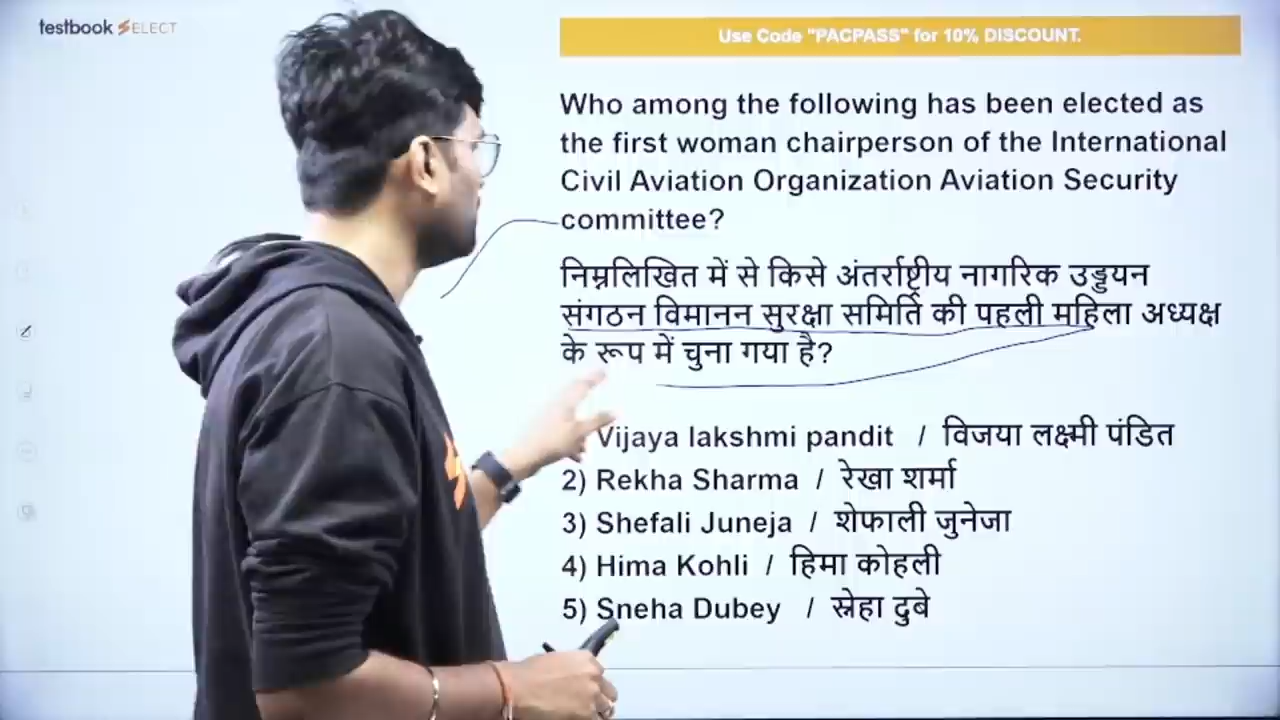 testbook SELECT
Use Code "PACPASS" for 10% DISCOUNT.
Who among the following has been elected as
the first woman chairperson of the International
Civil Aviation Organization Aviation Security
committee?
निम्नलिखित में से किसे अंतर्राष्ट्रीय नागरिक उड्डयन
संगठन विमानन सुरक्षा समिति की पहली महिला अध्यक्ष
के रूप में चुना गया है?
Vijaya lakshmi pandit / विजया लक्ष्मी पंडित
2) Rekha Sharma / रेखा शर्मा
3) Shefali Juneja / शेफाली जुनेजा
4) Hima Kohli / हिमा कोहली
5) Sneha Dubey / स्नेहा दुबे